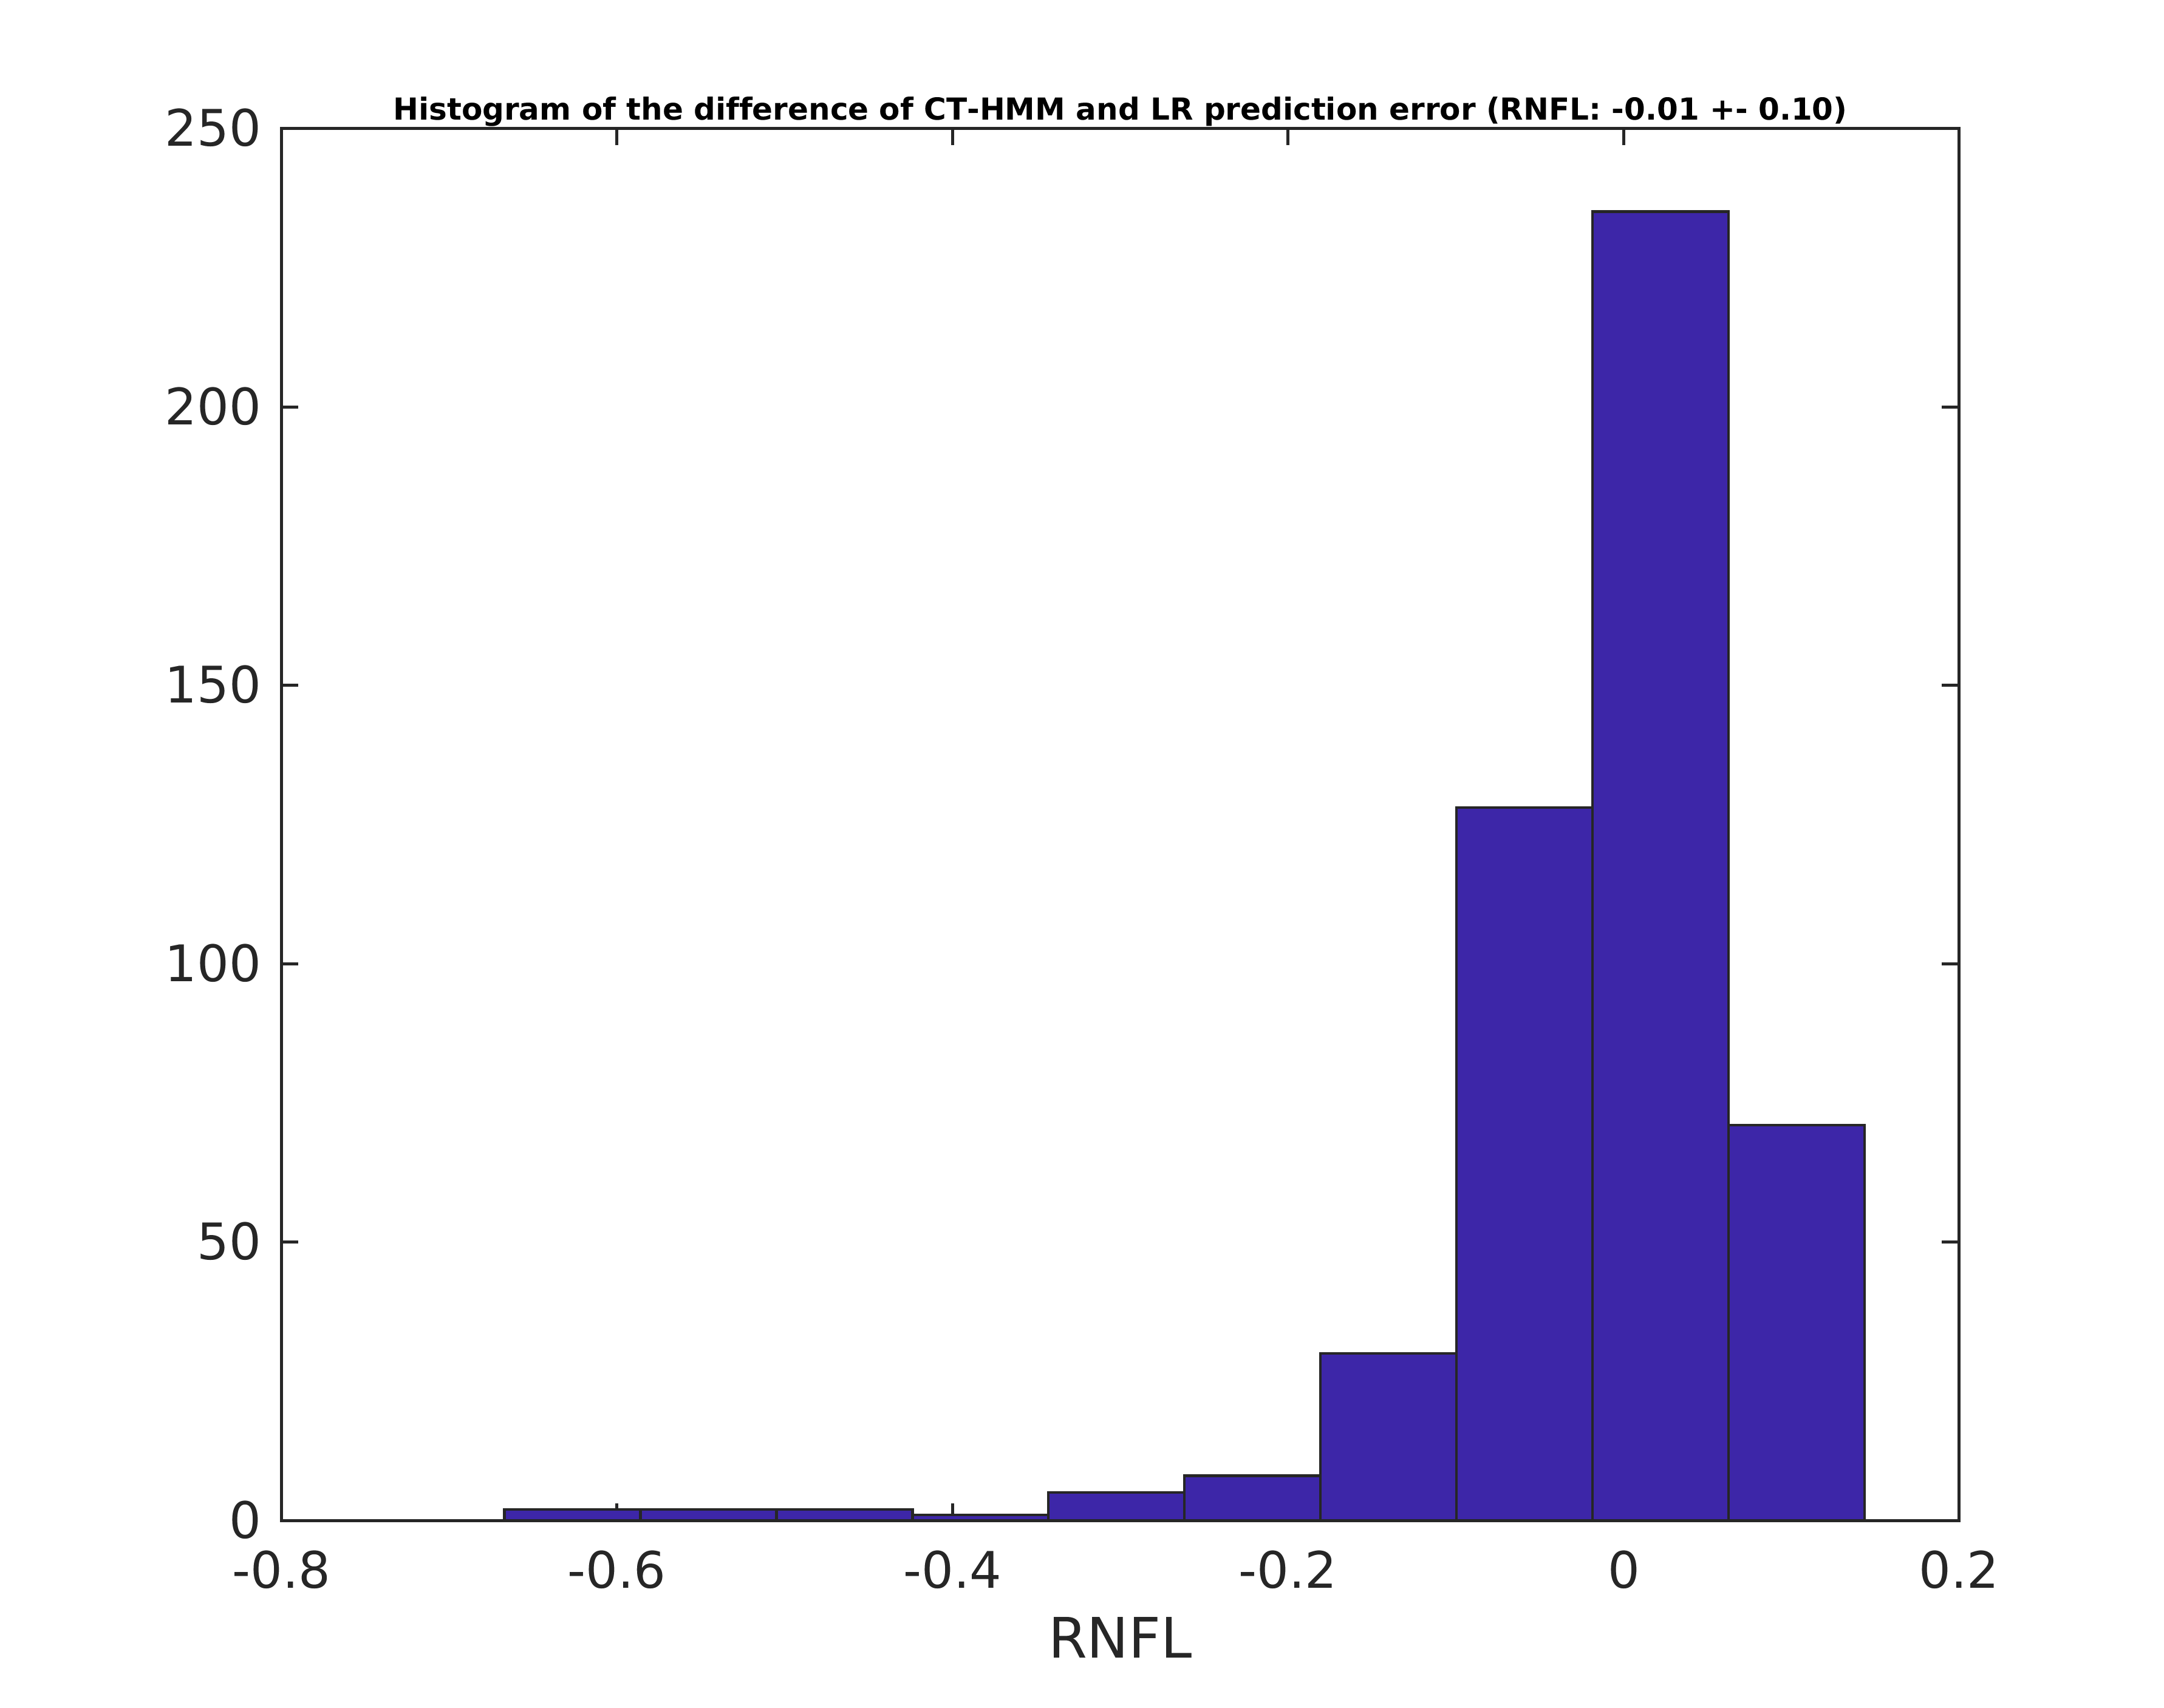 Histogram of the difference of CT-HMM and LR prediction error (RNFL: -0.01 +- 0.10)
250
200
150
100
50
0
-0.8 -0.6 -0.4 -0.2 0 0.2
RNFL